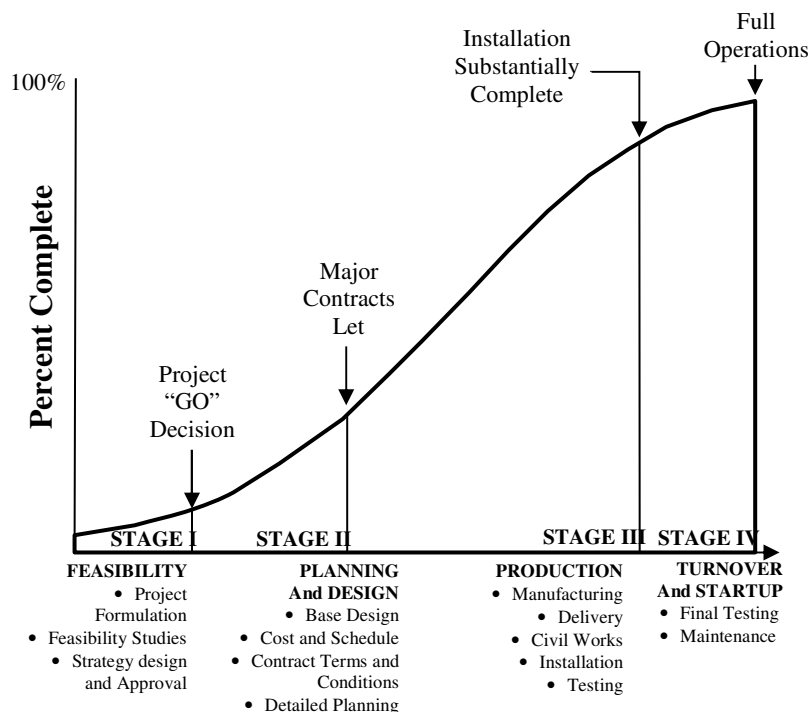 Full
Operations
Installation
Substantially
Complete
100%
Percent Complete
Major
Contracts
Let
Project
“GO”
Decision
STAGE I
STAGE II
STAGE III
STAGE IV
FEASIBILITY
• Project
Formulation
• Feasibility Studies
• Strategy design
and Approval
PLANNING
And DESIGN
• Base Design
• Cost and Schedule
• Contract Terms and
Conditions
• Detailed Planning
PRODUCTION
• Manufacturing
• Delivery
• Civil Works
• Installation
• Testing
TURNOVER
And STARTUP
• Final Testing
• Maintenance